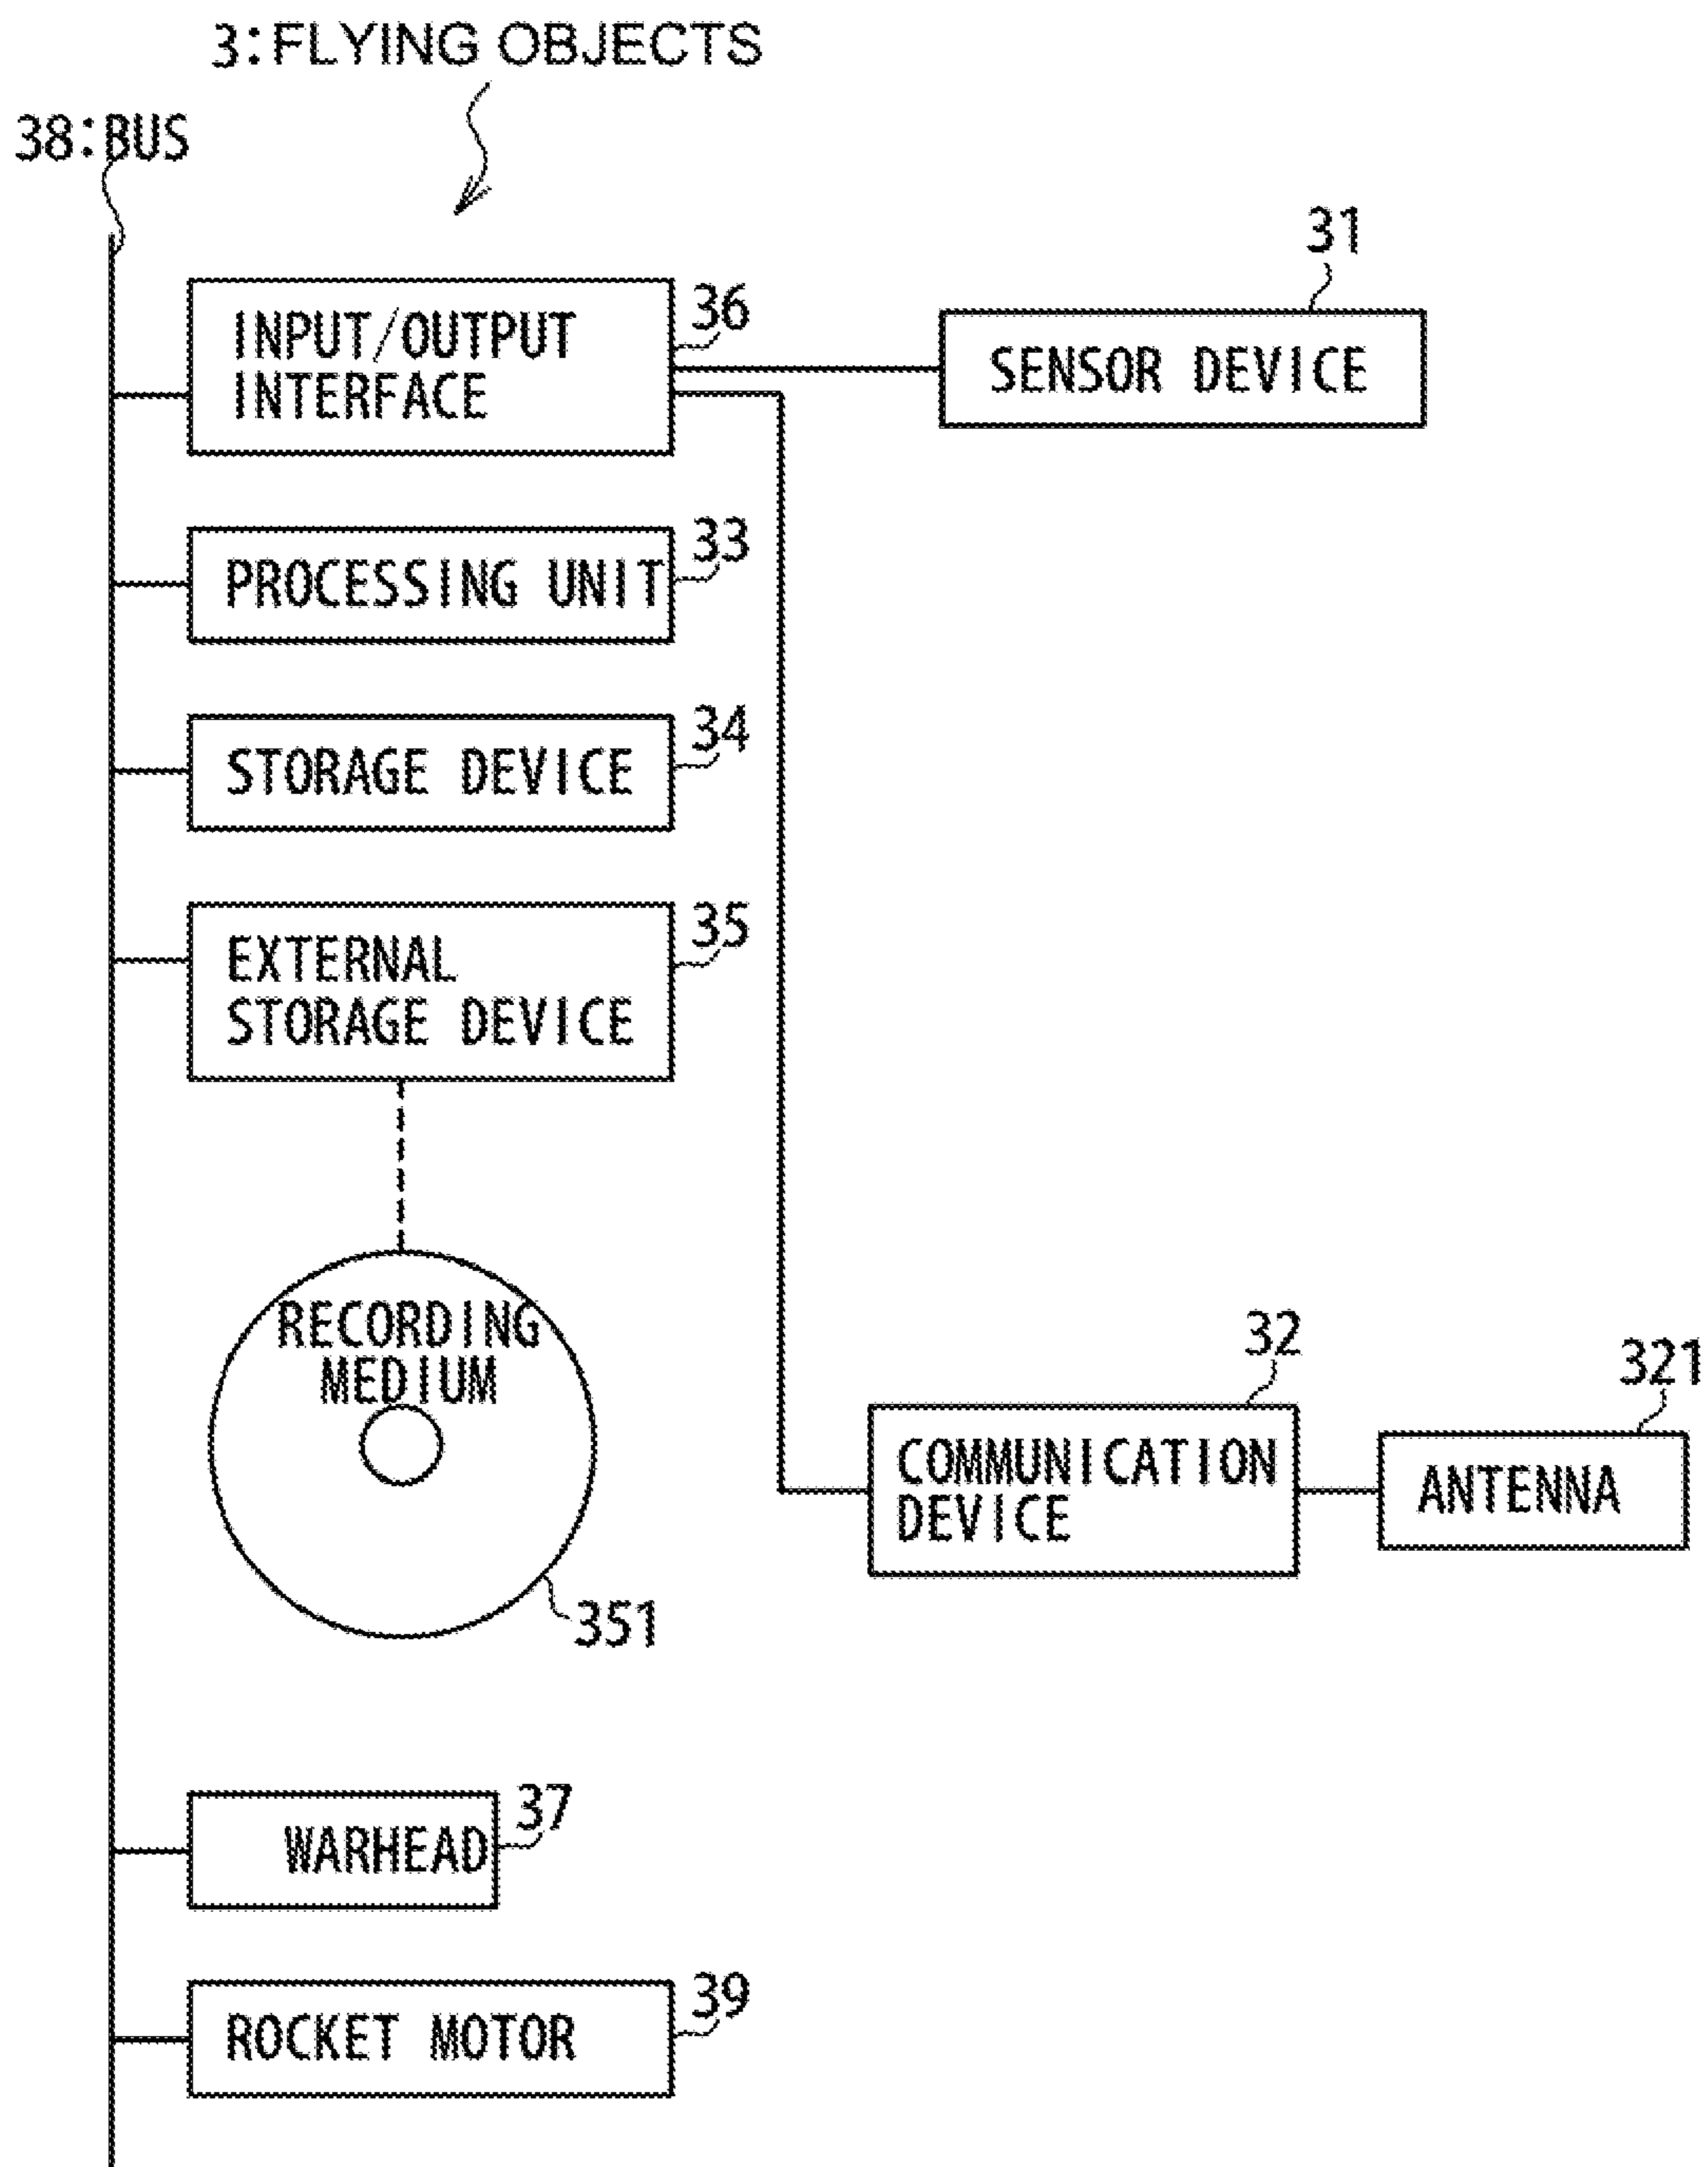 3:FLYING OBJECTS
38:BUS
31
36
INPUT/OUTPUT
INTERFACE
SENSOR DEVICE
33
PROCESSING UNIT
34
STORAGE DEVICE
35
EXTERNAL
STORAGE DEVICE
RECORDING
MEDIUM
351
32
321
COMMUNICATION
DEVICE
ANTENNA
37
WARHEAD
39
ROCKET MOTOR